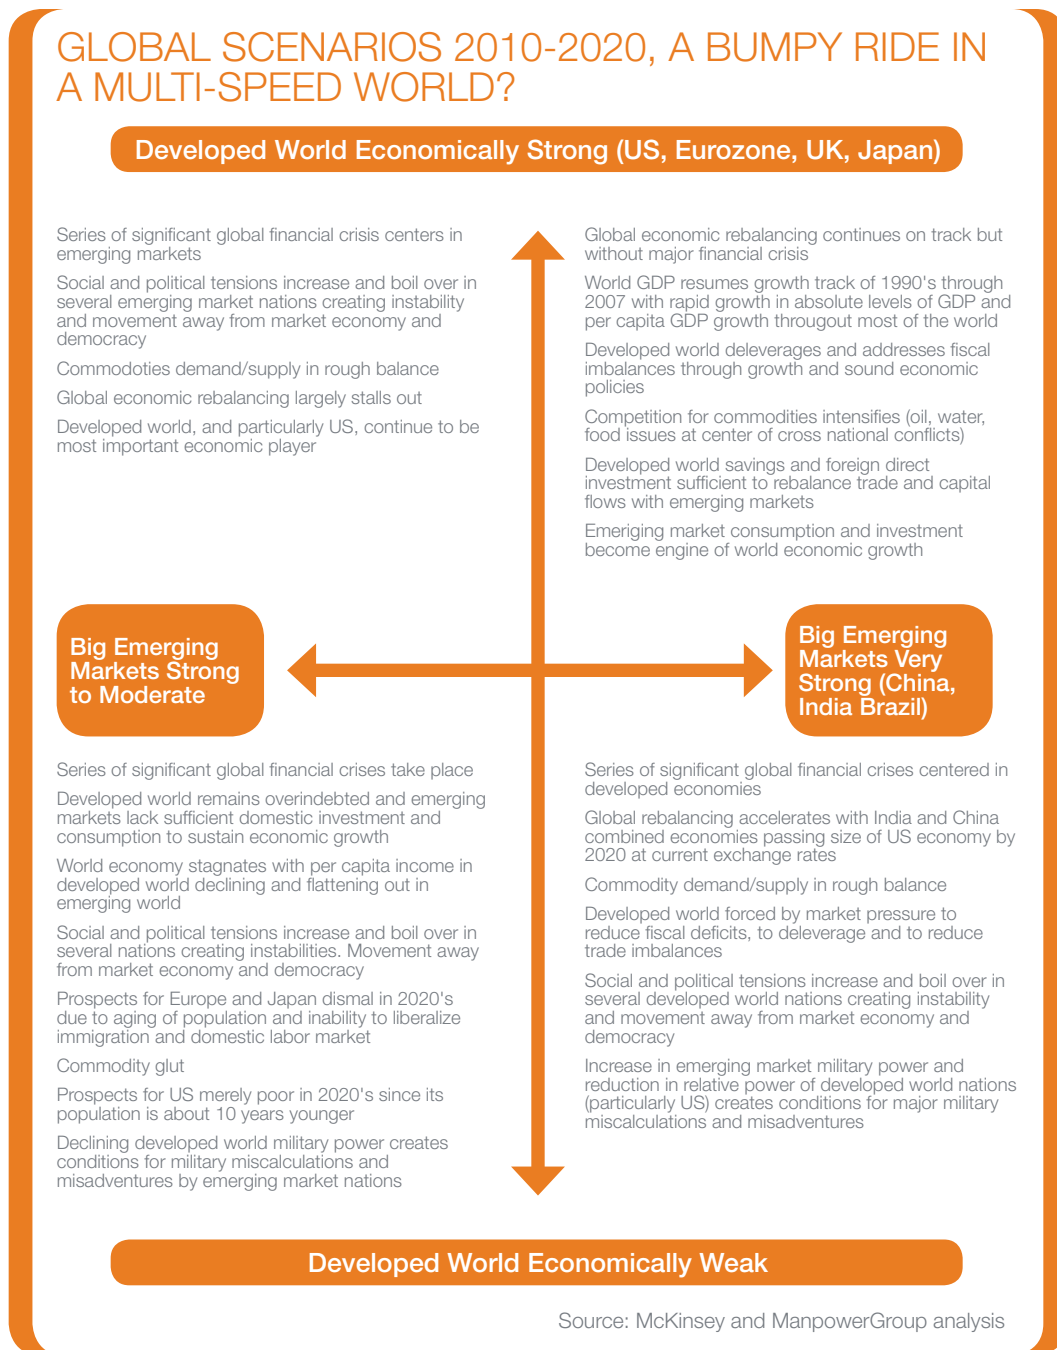 GLOBAL SCENARIOS 2010-2020, A BUMPY RIDE IN
A MULTI-SPEED WORLD?
Developed World Economically Strong (US, Eurozone, UK, Japan)
Series of significant global financial crisis centers in
emerging markets
Social and political tensions increase and boil over in
several emerging market nations creating instability
and movement away from market economy and
democracy
Commodoties demand/supply in rough balance
Global economic rebalancing largely stalls out
Developed world, and particularly US, continue to be
most important economic player
Global economic rebalancing continues on track but
without major financial crisis
World GDP resumes growth track of 1990's through
2007 with rapid growth in absolute levels of GDP and
per capita GDP growth througout most of the world
Developed world deleverages and addresses fiscal
imbalances through growth and sound economic
policies
Competition for commodities intensifies (oil, water,
food issues at center of cross national conflicts)
Developed world savings and foreign direct
investment sufficient to rebalance trade and capital
flows with emerging markets
Emeriging market consumption and investment
become engine of world economic growth
Big Emerging
Markets Strong
to Moderate
Big Emerging
Markets Very
Strong (China,
India Brazil)
Series of significant global financial crises take place
Developed world remains overindebted and emerging
markets lack sufficient domestic investment and
consumption to sustain economic growth
World economy stagnates with per capita income in
developed world declining and flattening out in
emerging world
Social and political tensions increase and boil over in
several nations creating instabilities. Movement away
from market economy and democracy
Prospects for Europe and Japan dismal in 2020's
due to aging of population and inability to liberalize
immigration and domestic labor market
Commodity glut
Prospects for US merely poor in 2020's since its
population is about 10 years younger
Declining developed world military power creates
conditions for military miscalculations and
misadventures by emerging market nations
Series of significant global financial crises centered in
developed economies
Global rebalancing accelerates with India and China
combined economies passing size of US economy by
2020 at current exchange rates
Commodity demand/supply in rough balance
Developed world forced by market pressure to
reduce fiscal deficits, to deleverage and to reduce
trade imbalances
Social and political tensions increase and boil over in
several developed world nations creating instability
and movement away from market economy and
democracy
Increase in emerging market military power and
reduction in relative power of developed world nations
(particularly US) creates conditions for major military
miscalculations and misadventures
Developed World Economically Weak
Source: McKinsey and ManpowerGroup analysis